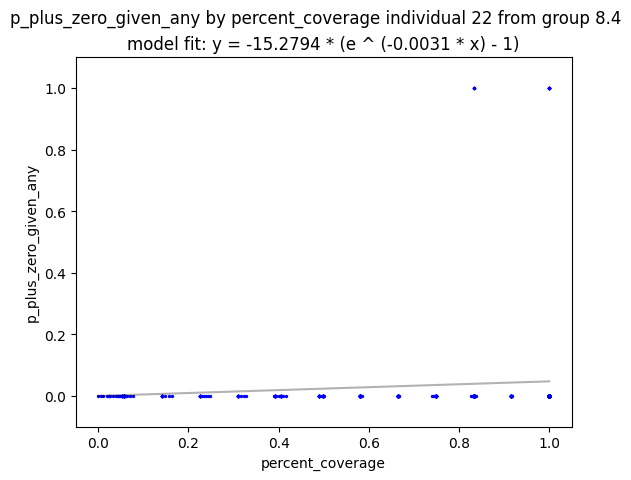 p_plus_zero_given_any by percent_coverage individual 22 from group 8.4
model fit: y = -15.2794 * (e ^ (-0.0031 * x) - 1)
1.0
0.8
0.6
0.4
0.2
0.0
p_plus_zero_given_any
0.0 0.2 0.4 0.6 0.8 1.0
percent_coverage